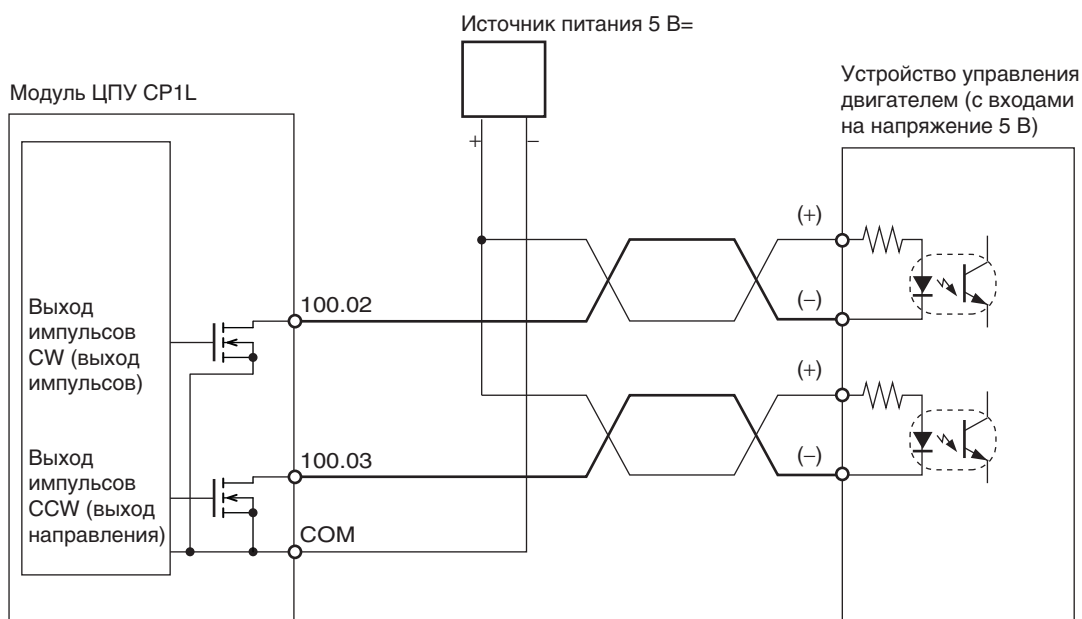 Источник питания 5 В=
Модуль ЦПУ CP1L
Устройство управления
двигателем (с входами
на напряжение 5 В)
+
−
(+)
(−)
Выход
импульсов
CW (выход
импульсов)
100.02
(+)
(−)
Выход
импульсов
CCW (выход
направления)
100.03
COM